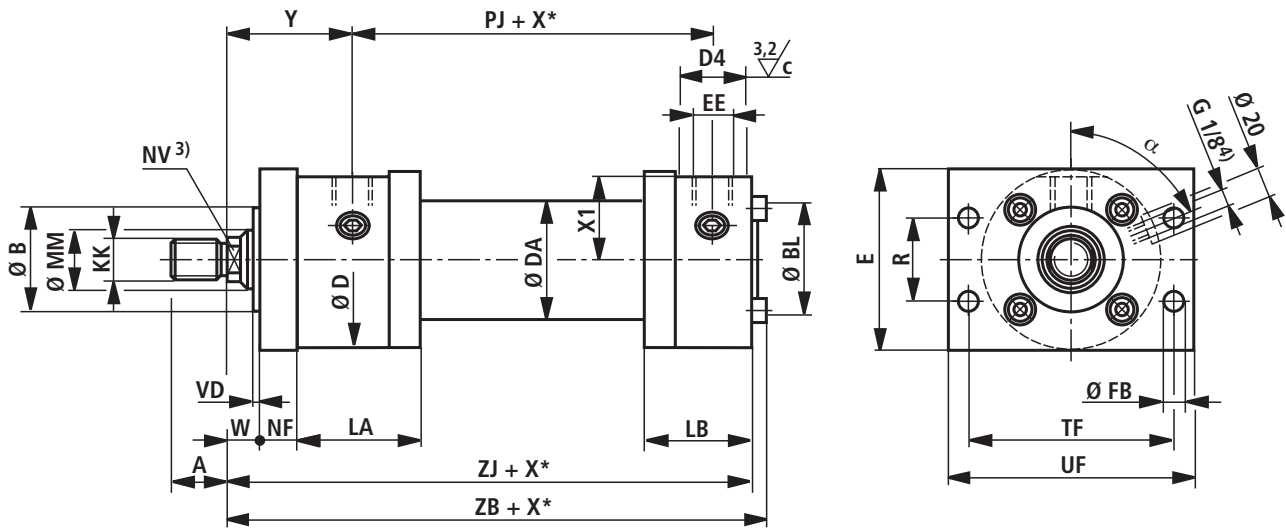 Y
PJ + X*
D4
3,2
c
EE
NV 3)
X1
Ø B
Ø MM
KK
Ø D
Ø DA
Ø BL
VD
W
NF
LA
LB
A
ZJ + X*
ZB + X*
α
G 1/8 4)
Ø 20
E
R
Ø FB
TF
UF